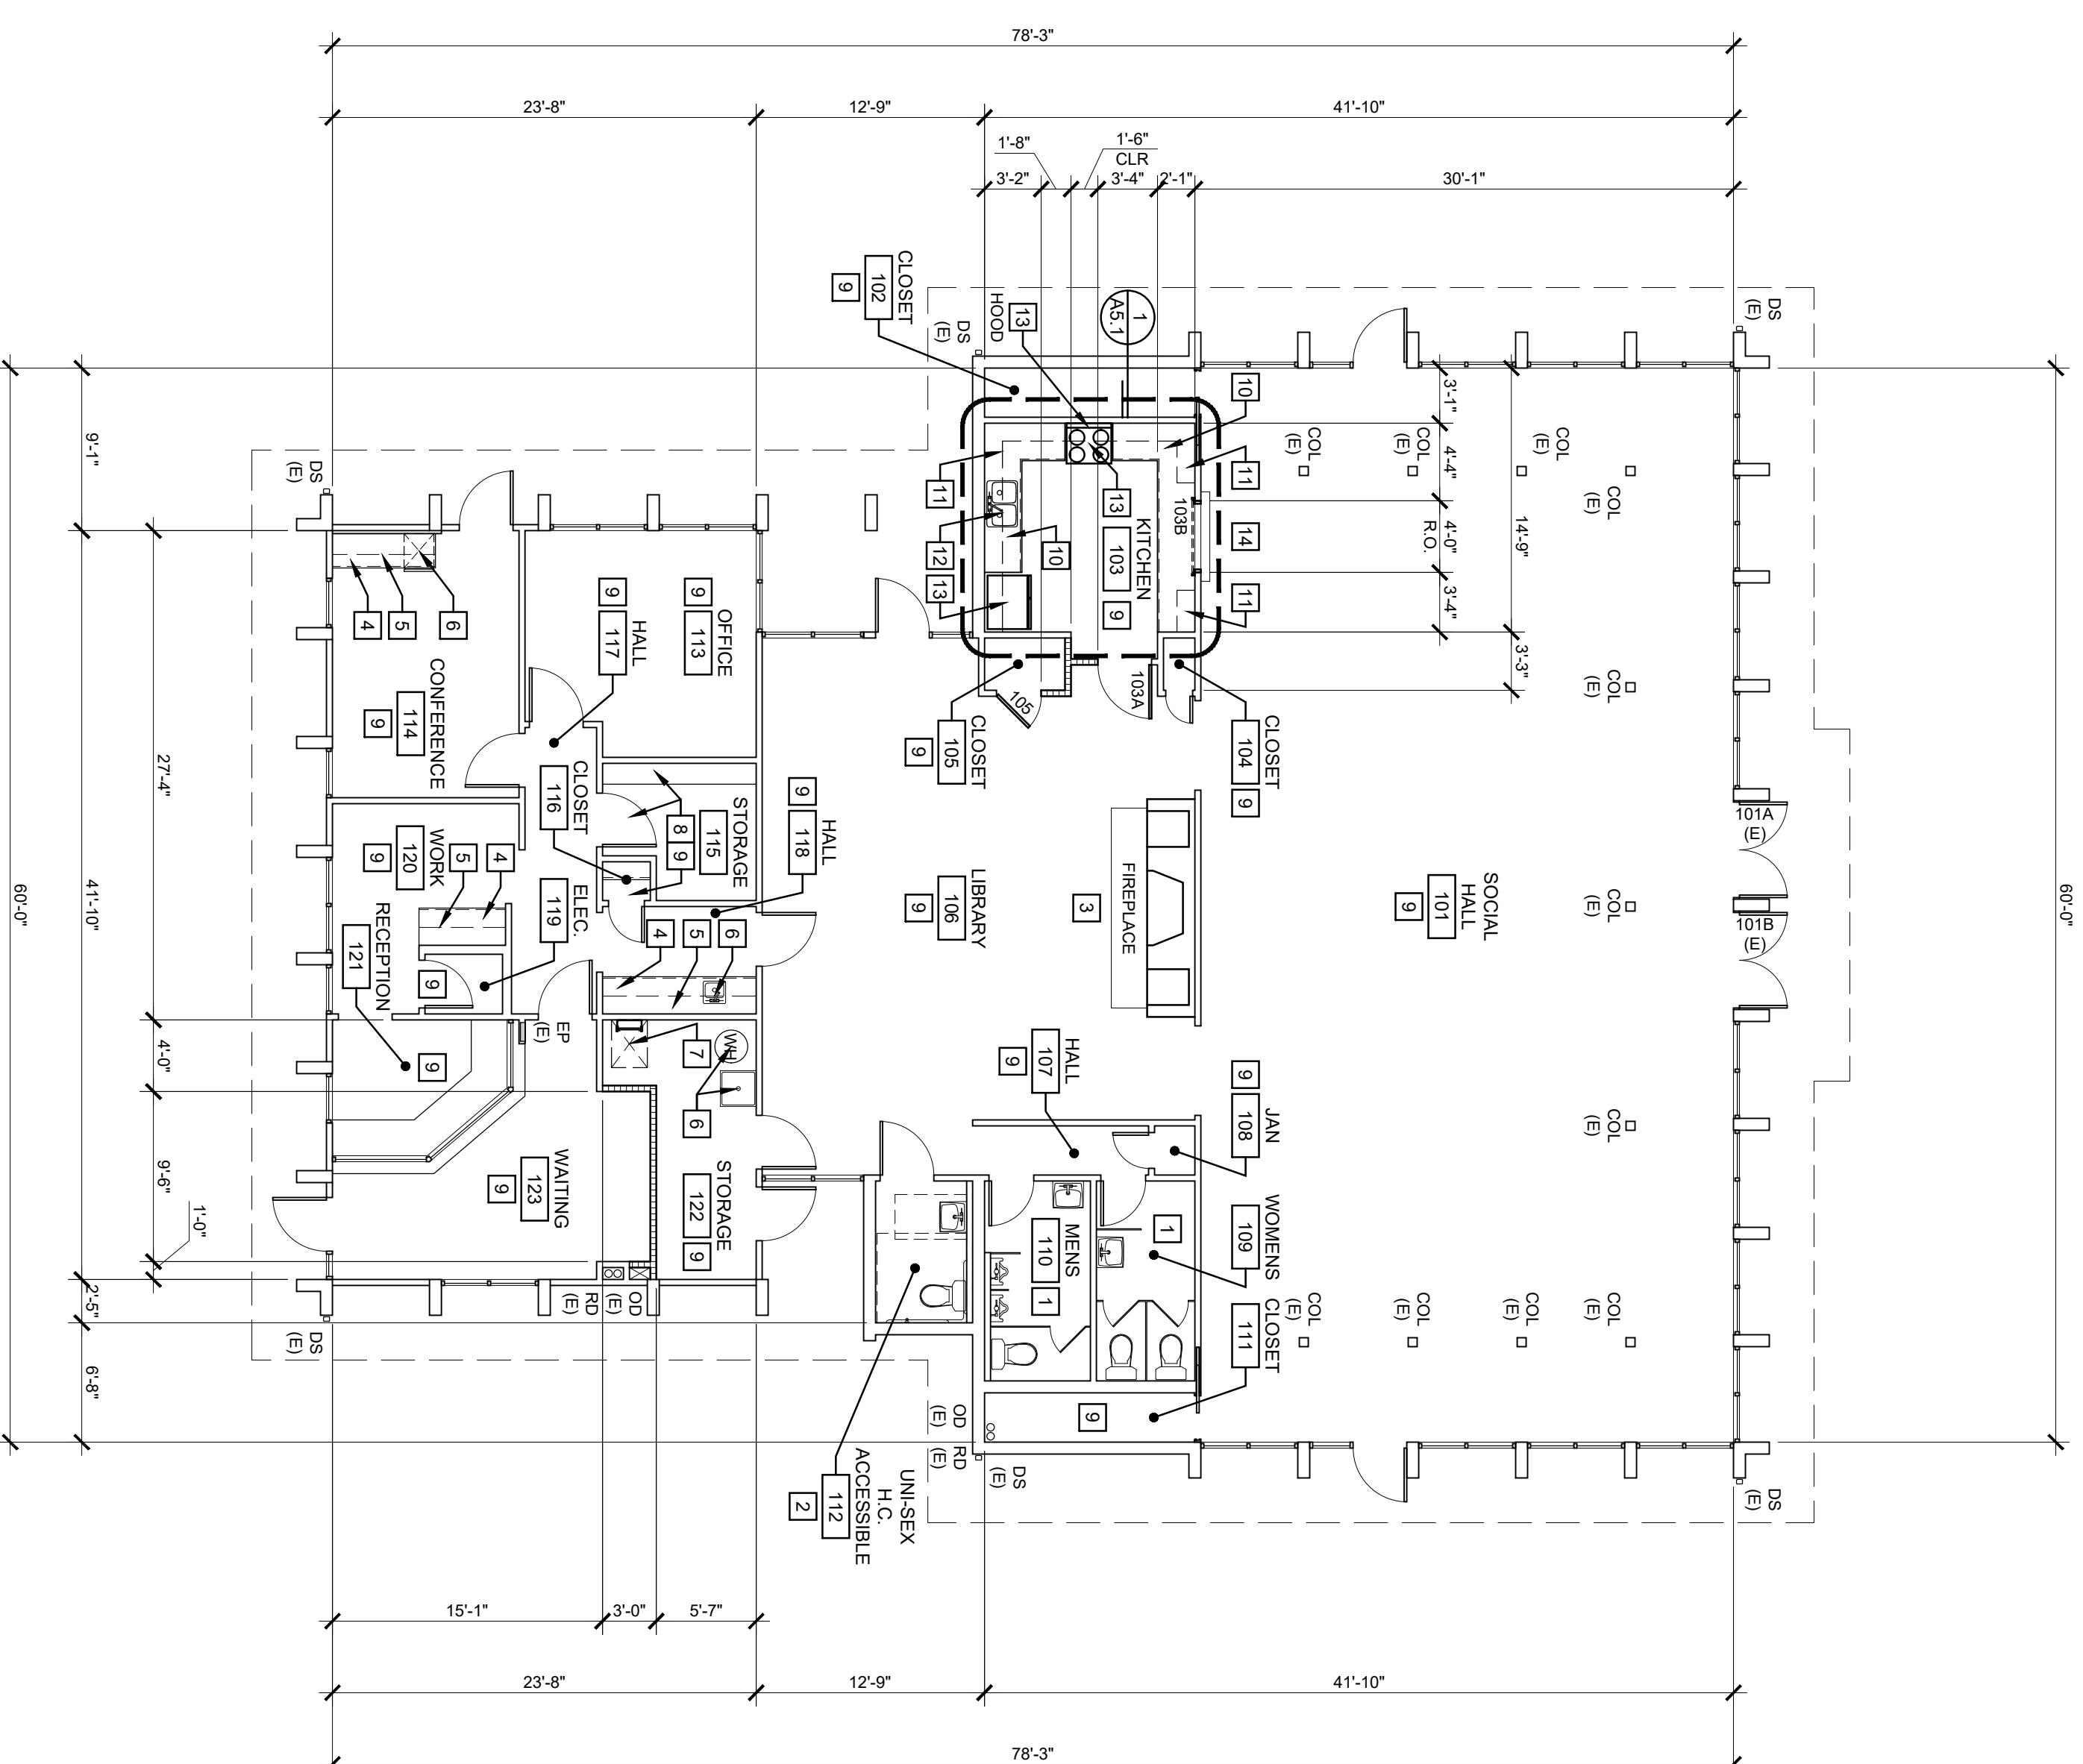 78'-3"
23'-8"
12'-9"
41'-10"
1'-8"
1'-6"
CLR
3'-2"
3'-4"
2'-1"
30'-1"
CLOSET
102
9
DS
(E)
HOOD
13
1
A5.1
DS
(E)
10
11
14
11
3'-1"
4'-4"
4'-0"
R.O.
3'-4"
14'-9"
3'-3"
COL
(E)
COL
(E)
COL
(E)
COL
(E)
COL
(E)
COL
(E)
COL
(E)
COL
(E)
COL
(E)
COL
(E)
COL
(E)
60'-0"
11
12
13
10
13
KITCHEN
103
9
103B
103A
105
CLOSET
104
9
CLOSET
105
9
101A
(E)
101B
(E)
SOCIAL
HALL
101
9
FIREPLACE
3
LIBRARY
106
9
HALL
107
9
JAN
108
9
WOMENS
109
1
MENS
110
1
CLOSET
111
9
UNI-SEX
H.C.
ACCESSIBLE
112
2
OD
(E)
RD
(E)
DS
(E)
DS
(E)
DS
(E)
4
5
6
CONFERENCE
114
9
OFFICE
113
9
HALL
117
9
CLOSET
116
STORAGE
115
8
9
HALL
118
9
WORK
120
9
5
4
ELEC.
119
9
RECEPTION
121
9
4
5
6
EP
(E)
7
WH
6
STORAGE
122
9
WAITING
123
9
OD
(E)
RD
(E)
DS
(E)
9'-1"
41'-10"
27'-4"
4'-0"
9'-6"
1'-0"
2'-5"
6'-8"
60'-0"
15'-1"
3'-0"
5'-7"
23'-8"
12'-9"
41'-10"
78'-3"